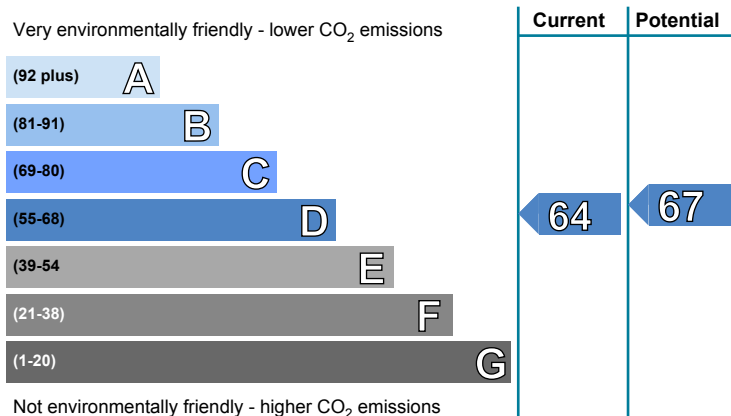 Very environmentally friendly - lower CO2 emissions
Current Potential
(92 plus) A
(81-91) B
(69-80) C
(55-68) D
64 67
(39-54 E
(21-38) F
(1-20) G
Not environmentally friendly - higher CO2 emissions